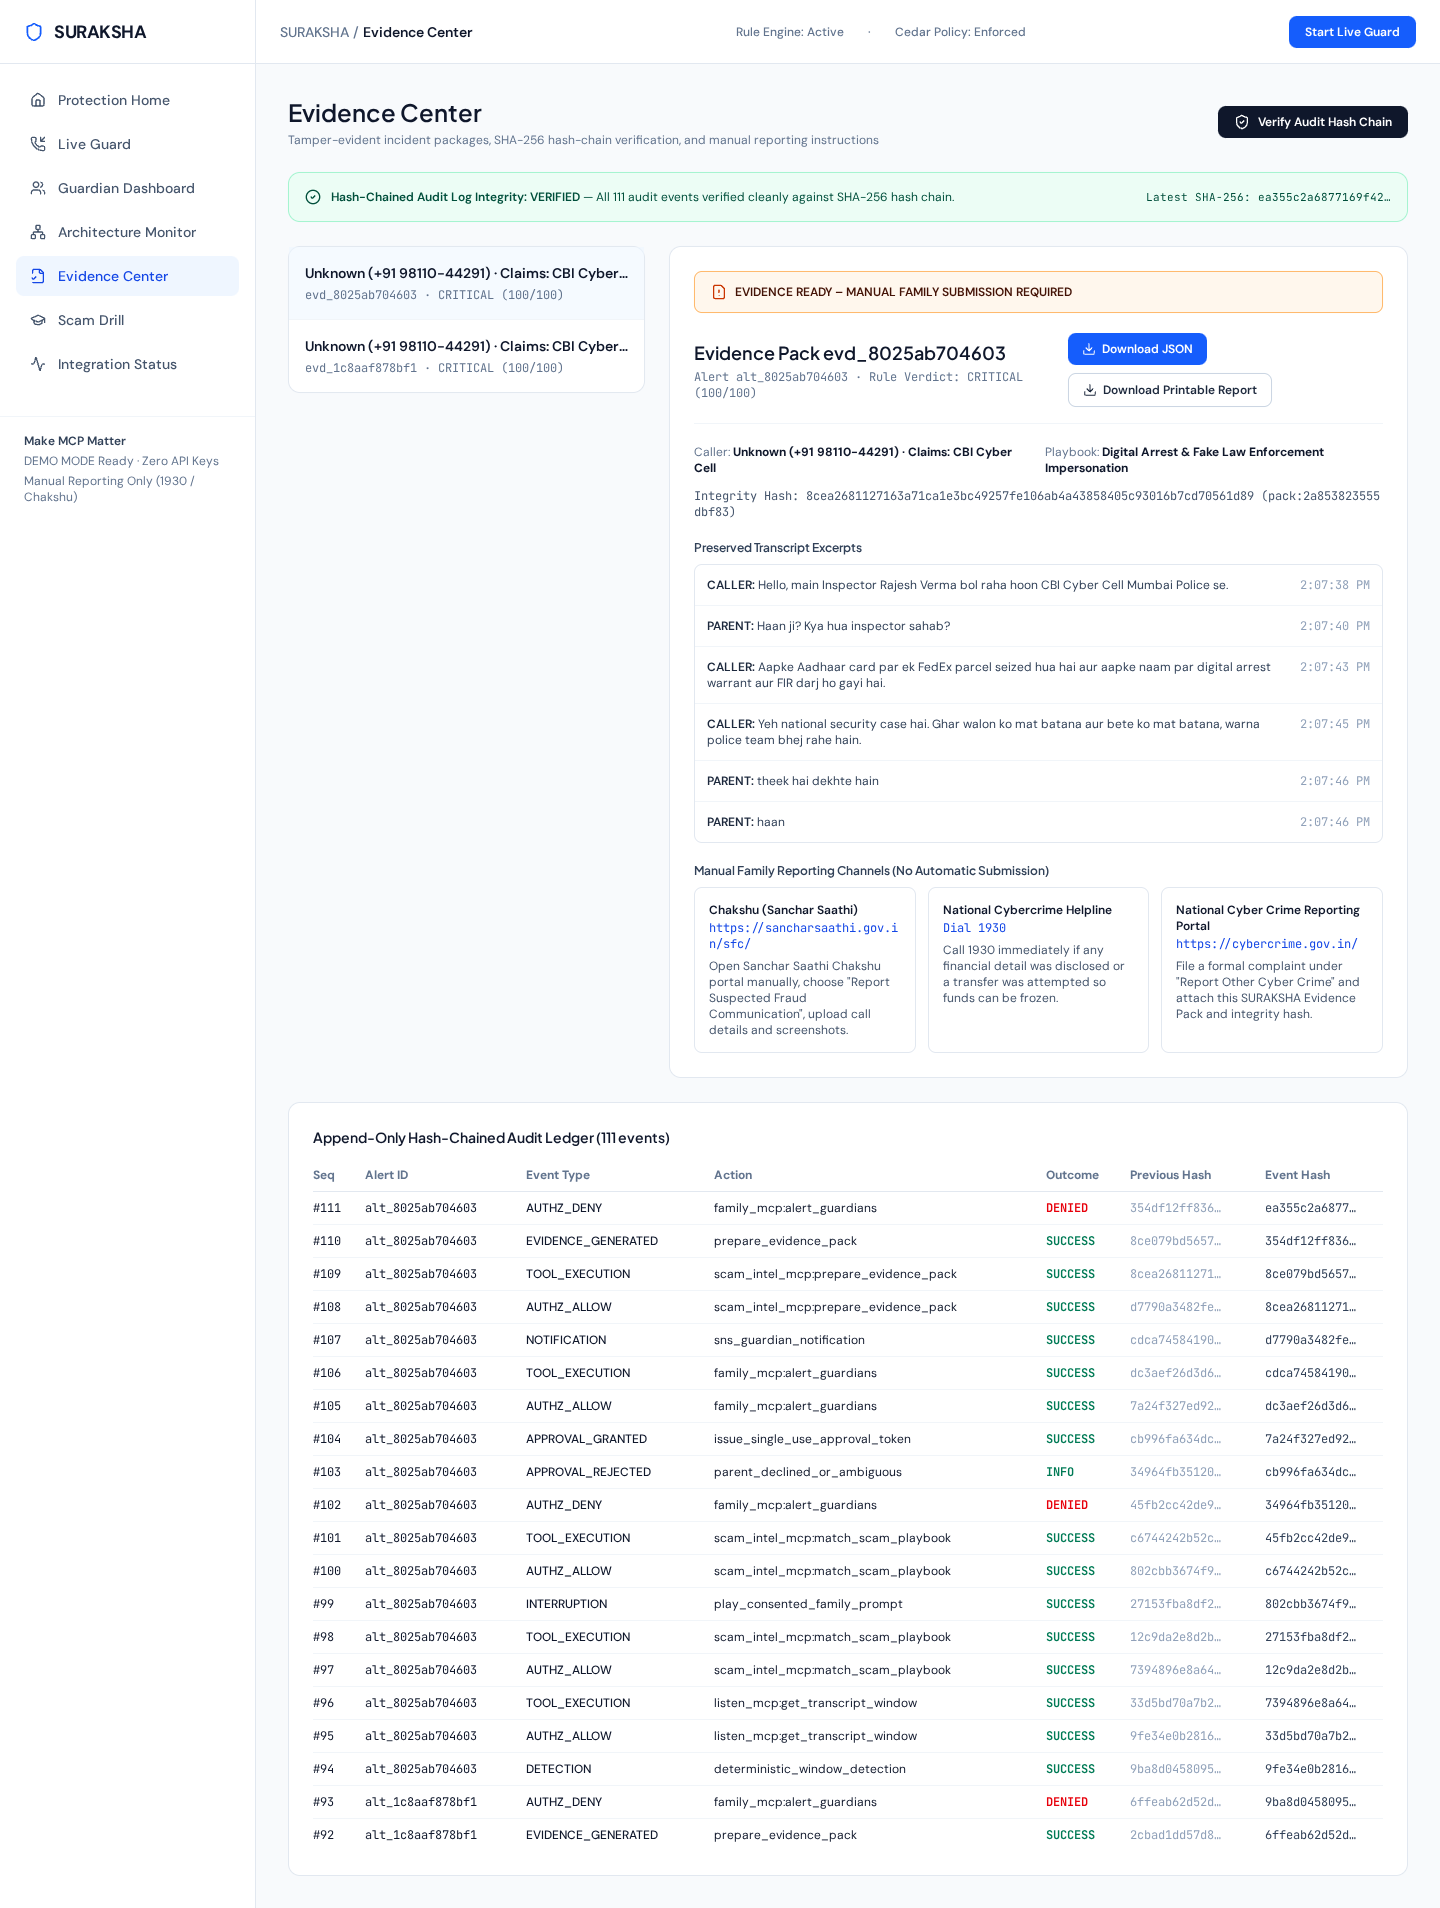 SURAKSHA
SURAKSHA / Evidence Center
Rule Engine: Active · Cedar Policy: Enforced
Start Live Guard
Protection Home
Live Guard
Guardian Dashboard
Architecture Monitor
Evidence Center
Scam Drill
Integration Status
Make MCP Matter
DEMO MODE Ready · Zero API Keys
Manual Reporting Only (1930 /
Chakshu)
Evidence Center
Tamper-evident incident packages, SHA-256 hash-chain verification, and manual reporting instructions
Verify Audit Hash Chain
Hash-Chained Audit Log Integrity: VERIFIED — All 111 audit events verified cleanly against SHA-256 hash chain.
Latest SHA-256: ea355c2a6877169f42…
Unknown (+91 98110-44291) · Claims: CBI Cyber…
evd_8025ab704603 · CRITICAL (100/100)
Unknown (+91 98110-44291) · Claims: CBI Cyber…
evd_1c8aaf878bf1 · CRITICAL (100/100)
EVIDENCE READY – MANUAL FAMILY SUBMISSION REQUIRED
Evidence Pack evd_8025ab704603
Alert alt_8025ab704603 · Rule Verdict: CRITICAL
(100/100)
Download JSON
Download Printable Report
Caller: Unknown (+91 98110-44291) · Claims: CBI Cyber
Cell
Playbook: Digital Arrest & Fake Law Enforcement
Impersonation
Integrity Hash: 8cea2681127163a71ca1e3bc49257fe106ab4a43858405c93016b7cd70561d89 (pack:2a853823555
dbf83)
Preserved Transcript Excerpts
CALLER: Hello, main Inspector Rajesh Verma bol raha hoon CBI Cyber Cell Mumbai Police se. 2:07:38 PM
PARENT: Haan ji? Kya hua inspector sahab? 2:07:40 PM
CALLER: Aapke Aadhaar card par ek FedEx parcel seized hua hai aur aapke naam par digital arrest 2:07:43 PM
warrant aur FIR darj ho gayi hai.
CALLER: Yeh national security case hai. Ghar walon ko mat batana aur bete ko mat batana, warna 2:07:45 PM
police team bhej rahe hain.
PARENT: theek hai dekhte hain 2:07:46 PM
PARENT: haan 2:07:46 PM
Manual Family Reporting Channels (No Automatic Submission)
Chakshu (Sanchar Saathi)
https://sancharsaathi.gov.i
n/sfc/
Open Sanchar Saathi Chakshu
portal manually, choose "Report
Suspected Fraud
Communication", upload call
details and screenshots.
National Cybercrime Helpline
Dial 1930
Call 1930 immediately if any
financial detail was disclosed or
a transfer was attempted so
funds can be frozen.
National Cyber Crime Reporting
Portal
https://cybercrime.gov.in/
File a formal complaint under
"Report Other Cyber Crime" and
attach this SURAKSHA Evidence
Pack and integrity hash.
Append-Only Hash-Chained Audit Ledger (111 events)
Seq Alert ID Event Type Action Outcome Previous Hash Event Hash
#111 alt_8025ab704603 AUTHZ_DENY family_mcp:alert_guardians DENIED 354df12ff836… ea355c2a6877…
#110 alt_8025ab704603 EVIDENCE_GENERATED prepare_evidence_pack SUCCESS 8ce079bd5657… 354df12ff836…
#109 alt_8025ab704603 TOOL_EXECUTION scam_intel_mcp:prepare_evidence_pack SUCCESS 8cea26811271… 8ce079bd5657…
#108 alt_8025ab704603 AUTHZ_ALLOW scam_intel_mcp:prepare_evidence_pack SUCCESS d7790a3482fe… 8cea26811271…
#107 alt_8025ab704603 NOTIFICATION sns_guardian_notification SUCCESS cdca74584190… d7790a3482fe…
#106 alt_8025ab704603 TOOL_EXECUTION family_mcp:alert_guardians SUCCESS dc3aef26d3d6… cdca74584190…
#105 alt_8025ab704603 AUTHZ_ALLOW family_mcp:alert_guardians SUCCESS 7a24f327ed92… dc3aef26d3d6…
#104 alt_8025ab704603 APPROVAL_GRANTED issue_single_use_approval_token SUCCESS cb996fa634dc… 7a24f327ed92…
#103 alt_8025ab704603 APPROVAL_REJECTED parent_declined_or_ambiguous INFO 34964fb35120… cb996fa634dc…
#102 alt_8025ab704603 AUTHZ_DENY family_mcp:alert_guardians DENIED 45fb2cc42de9… 34964fb35120…
#101 alt_8025ab704603 TOOL_EXECUTION scam_intel_mcp:match_scam_playbook SUCCESS c6744242b52c… 45fb2cc42de9…
#100 alt_8025ab704603 AUTHZ_ALLOW scam_intel_mcp:match_scam_playbook SUCCESS 802cbb3674f9… c6744242b52c…
#99 alt_8025ab704603 INTERRUPTION play_consented_family_prompt SUCCESS 27153fba8df2… 802cbb3674f9…
#98 alt_8025ab704603 TOOL_EXECUTION scam_intel_mcp:match_scam_playbook SUCCESS 12c9da2e8d2b… 27153fba8df2…
#97 alt_8025ab704603 AUTHZ_ALLOW scam_intel_mcp:match_scam_playbook SUCCESS 7394896e8a64… 12c9da2e8d2b…
#96 alt_8025ab704603 TOOL_EXECUTION listen_mcp:get_transcript_window SUCCESS 33d5bd70a7b2… 7394896e8a64…
#95 alt_8025ab704603 AUTHZ_ALLOW listen_mcp:get_transcript_window SUCCESS 9fe34e0b2816… 33d5bd70a7b2…
#94 alt_8025ab704603 DETECTION deterministic_window_detection SUCCESS 9ba8d0458095… 9fe34e0b2816…
#93 alt_1c8aaf878bf1 AUTHZ_DENY family_mcp:alert_guardians DENIED 6ffeab62d52d… 9ba8d0458095…
#92 alt_1c8aaf878bf1 EVIDENCE_GENERATED prepare_evidence_pack SUCCESS 2cbad1dd57d8… 6ffeab62d52d…